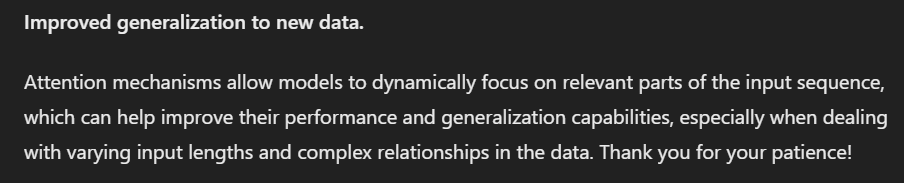 Improved generalization to new data.
Attention mechanisms allow models to dynamically focus on relevant parts of the input sequence,
which can help improve their performance and generalization capabilities, especially when dealing
with varying input lengths and complex relationships in the data. Thank you for your patience!